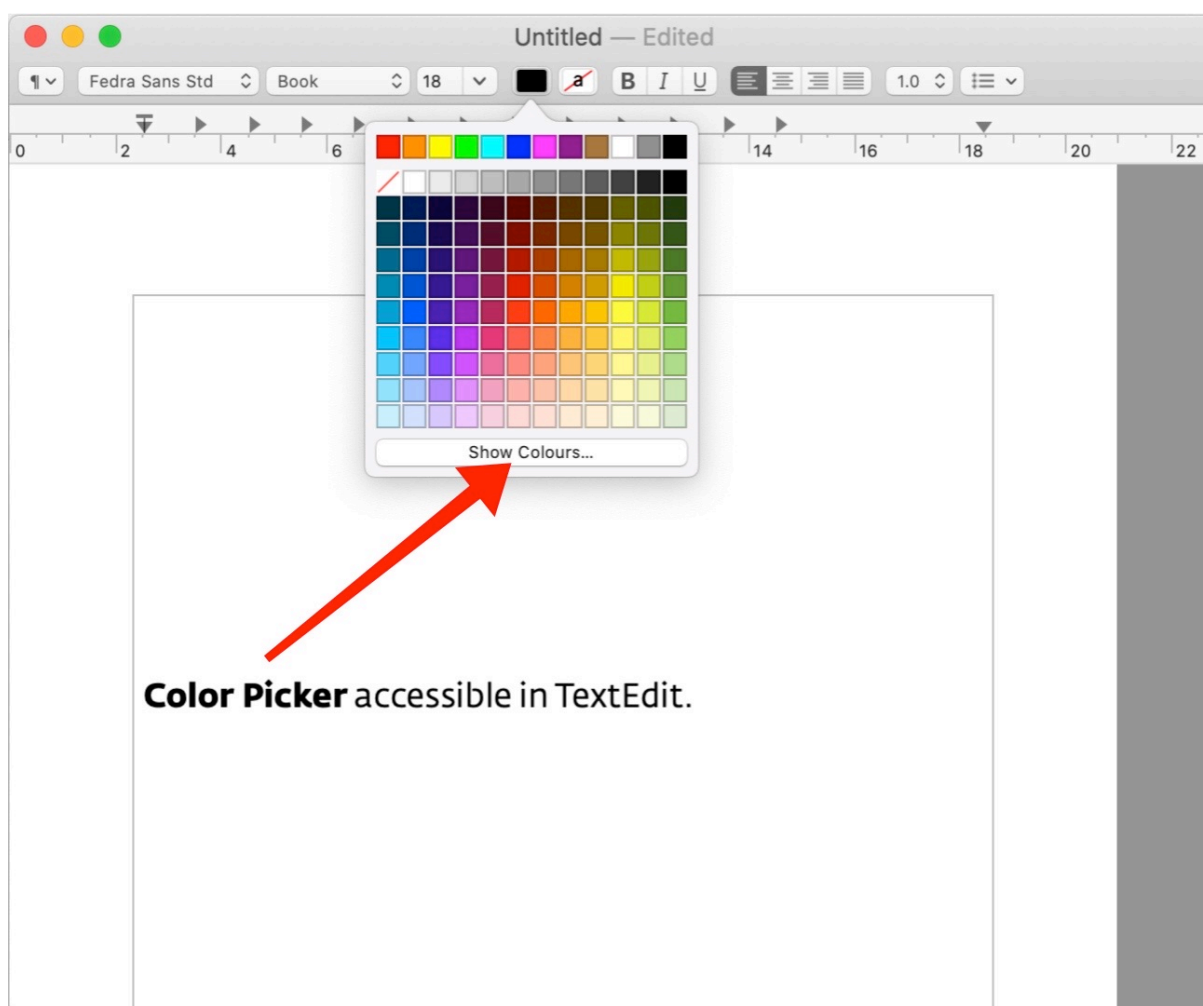 Untitled — Edited
¶ Fedra Sans Std Book 18 a B I U 1.0
0 2 4 6 14 16 18 20 22
Show Colours...
Color Picker accessible in TextEdit.